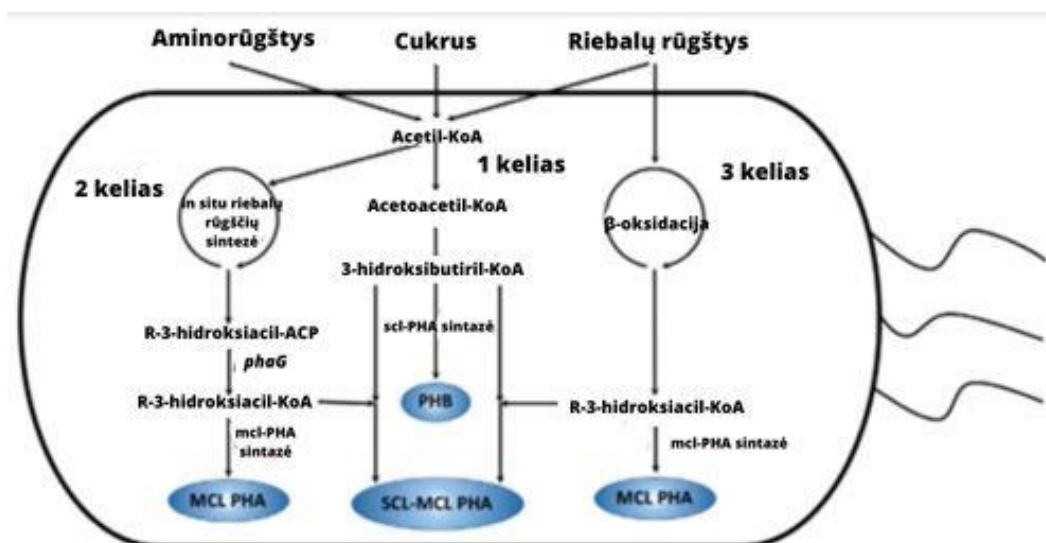 Aminorūgštys
Cukrus
Riebalų rūgštys
Acetil-KoA
1 kelias
2 kelias
3 kelias
in situ riebalų
rūgščių
sintezė
Acetoacetil-KoA
β-oksidacija
3-hidroksibutiril-KoA
scl-PHA sintazė
R-3-hidroksiacil-ACP
phaG
R-3-hidroksiacil-KoA
PHB
R-3-hidroksiacil-KoA
mcl-PHA
sintazė
mcl-PHA sintazė
MCL PHA
SCL-MCL PHA
MCL PHA